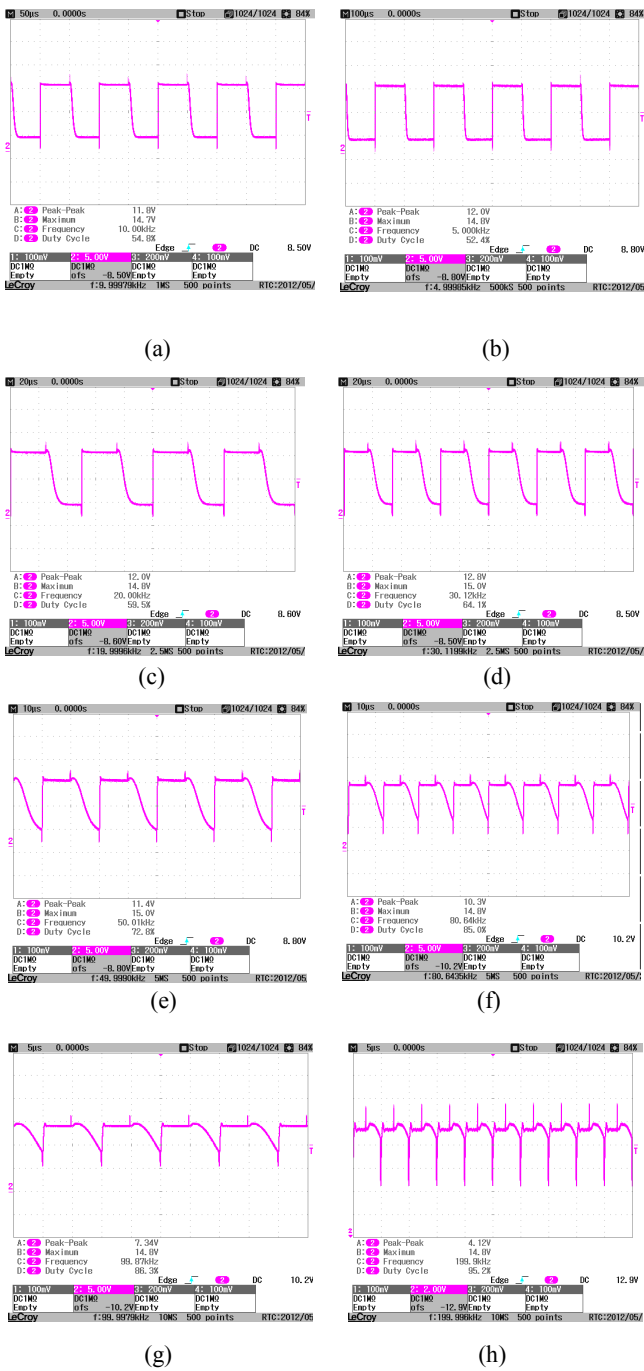 M 50µs 0.0000s Stop 1024/1024 84%
T
2
A: 2 Peak-Peak 11.8V
B: 2 Maximum 14.7V
C: 2 Frequency 10.00kHz
D: 2 Duty Cycle 54.8%
Edge 2 DC 8.50V
1: 100mV 2: 5.00V 3: 200mV 4: 100mV
DC1MΩ DC1MΩ DC1MΩ DC1MΩ
Empty ofs -8.50V Empty Empty
LeCroy f:9.99979kHz 1MS 500 points RTC:2012/05/
(a)
M 100µs 0.0000s Stop 1024/1024 84%
T
2
A: 2 Peak-Peak 12.0V
B: 2 Maximum 14.8V
C: 2 Frequency 5.000kHz
D: 2 Duty Cycle 52.4%
Edge 2 DC 8.80V
1: 100mV 2: 5.00V 3: 200mV 4: 100mV
DC1MΩ DC1MΩ DC1MΩ DC1MΩ
Empty ofs -8.80V Empty Empty
LeCroy f:4.99985kHz 500kS 500 points RTC:2012/05/
(b)
M 20µs 0.0000s Stop 1024/1024 84%
T
2
A: 2 Peak-Peak 12.0V
B: 2 Maximum 14.8V
C: 2 Frequency 20.00kHz
D: 2 Duty Cycle 59.5%
Edge 2 DC 8.60V
1: 100mV 2: 5.00V 3: 200mV 4: 100mV
DC1MΩ DC1MΩ DC1MΩ DC1MΩ
Empty ofs -8.60V Empty Empty
LeCroy f:19.9996kHz 2.5MS 500 points RTC:2012/05/
(c)
M 20µs 0.0000s Stop 1024/1024 84%
T
2
A: 2 Peak-Peak 12.8V
B: 2 Maximum 15.0V
C: 2 Frequency 30.12kHz
D: 2 Duty Cycle 64.1%
Edge 2 DC 8.50V
1: 100mV 2: 5.00V 3: 200mV 4: 100mV
DC1MΩ DC1MΩ DC1MΩ DC1MΩ
Empty ofs -8.50V Empty Empty
LeCroy f:30.1199kHz 2.5MS 500 points RTC:2012/05/
(d)
M 10µs 0.0000s Stop 1024/1024 84%
T
2
A: 2 Peak-Peak 11.4V
B: 2 Maximum 15.0V
C: 2 Frequency 50.01kHz
D: 2 Duty Cycle 72.8%
Edge 2 DC 8.80V
1: 100mV 2: 5.00V 3: 200mV 4: 100mV
DC1MΩ DC1MΩ DC1MΩ DC1MΩ
Empty ofs -8.80V Empty Empty
LeCroy f:49.9990kHz 5MS 500 points RTC:2012/05/
(e)
M 10µs 0.0000s Stop 1024/1024 84%
T
2
A: 2 Peak-Peak 10.3V
B: 2 Maximum 14.8V
C: 2 Frequency 80.64kHz
D: 2 Duty Cycle 85.0%
Edge 2 DC 10.2V
1: 100mV 2: 5.00V 3: 200mV 4: 100mV
DC1MΩ DC1MΩ DC1MΩ DC1MΩ
Empty ofs -10.2V Empty Empty
LeCroy f:80.6435kHz 5MS 500 points RTC:2012/05/
(f)
M 5µs 0.0000s Stop 1024/1024 84%
T
2
A: 2 Peak-Peak 7.34V
B: 2 Maximum 14.8V
C: 2 Frequency 99.87kHz
D: 2 Duty Cycle 86.3%
Edge 2 DC 10.2V
1: 100mV 2: 5.00V 3: 200mV 4: 100mV
DC1MΩ DC1MΩ DC1MΩ DC1MΩ
Empty ofs -10.2V Empty Empty
LeCroy f:99.9979kHz 10MS 500 points RTC:2012/05/
(g)
M 5µs 0.0000s Stop 1024/1024 84%
T
2
A: 2 Peak-Peak 4.12V
B: 2 Maximum 14.8V
C: 2 Frequency 199.9kHz
D: 2 Duty Cycle 95.2%
Edge 2 DC 12.9V
1: 100mV 2: 2.00V 3: 200mV 4: 100mV
DC1MΩ DC1MΩ DC1MΩ DC1MΩ
Empty ofs -12.9V Empty Empty
LeCroy f:199.996kHz 10MS 500 points RTC:2012/05/
(h)